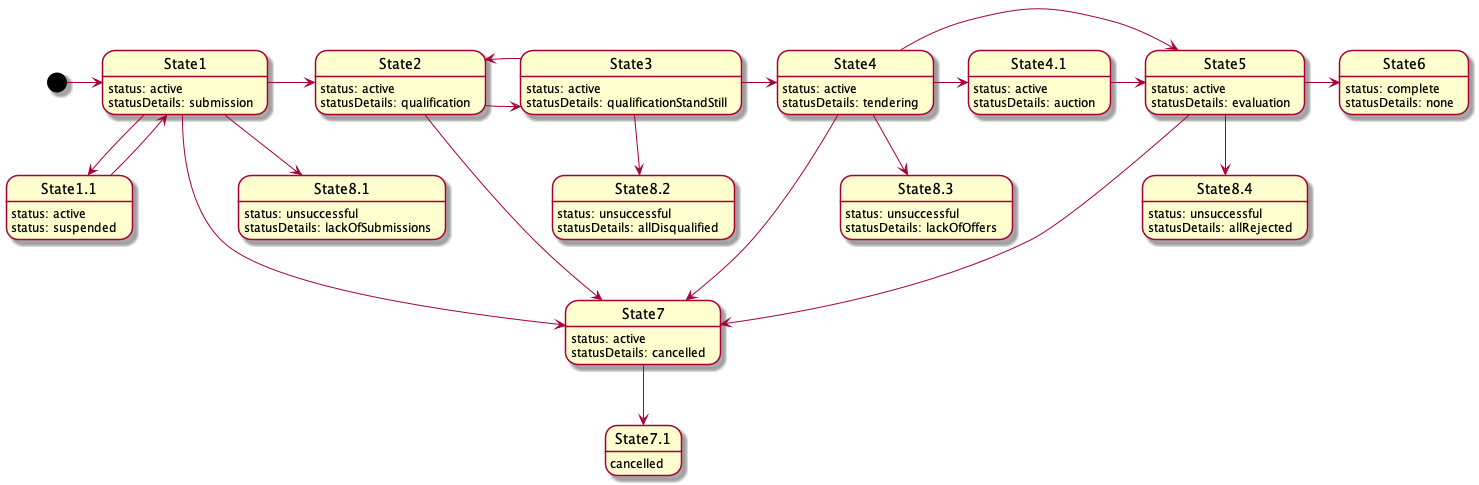 State1
status: active
statusDetails: submission
State2
status: active
statusDetails: qualification
State3
status: active
statusDetails: qualificationStandStill
State4
status: active
statusDetails: tendering
State4.1
status: active
statusDetails: auction
State5
status: active
statusDetails: evaluation
State6
status: complete
statusDetails: none
State1.1
status: active
status: suspended
State8.1
status: unsuccessful
statusDetails: lackOfSubmissions
State8.2
status: unsuccessful
statusDetails: allDisqualified
State8.3
status: unsuccessful
statusDetails: lackOfOffers
State8.4
status: unsuccessful
statusDetails: allRejected
State7
status: active
statusDetails: cancelled
State7.1
cancelled